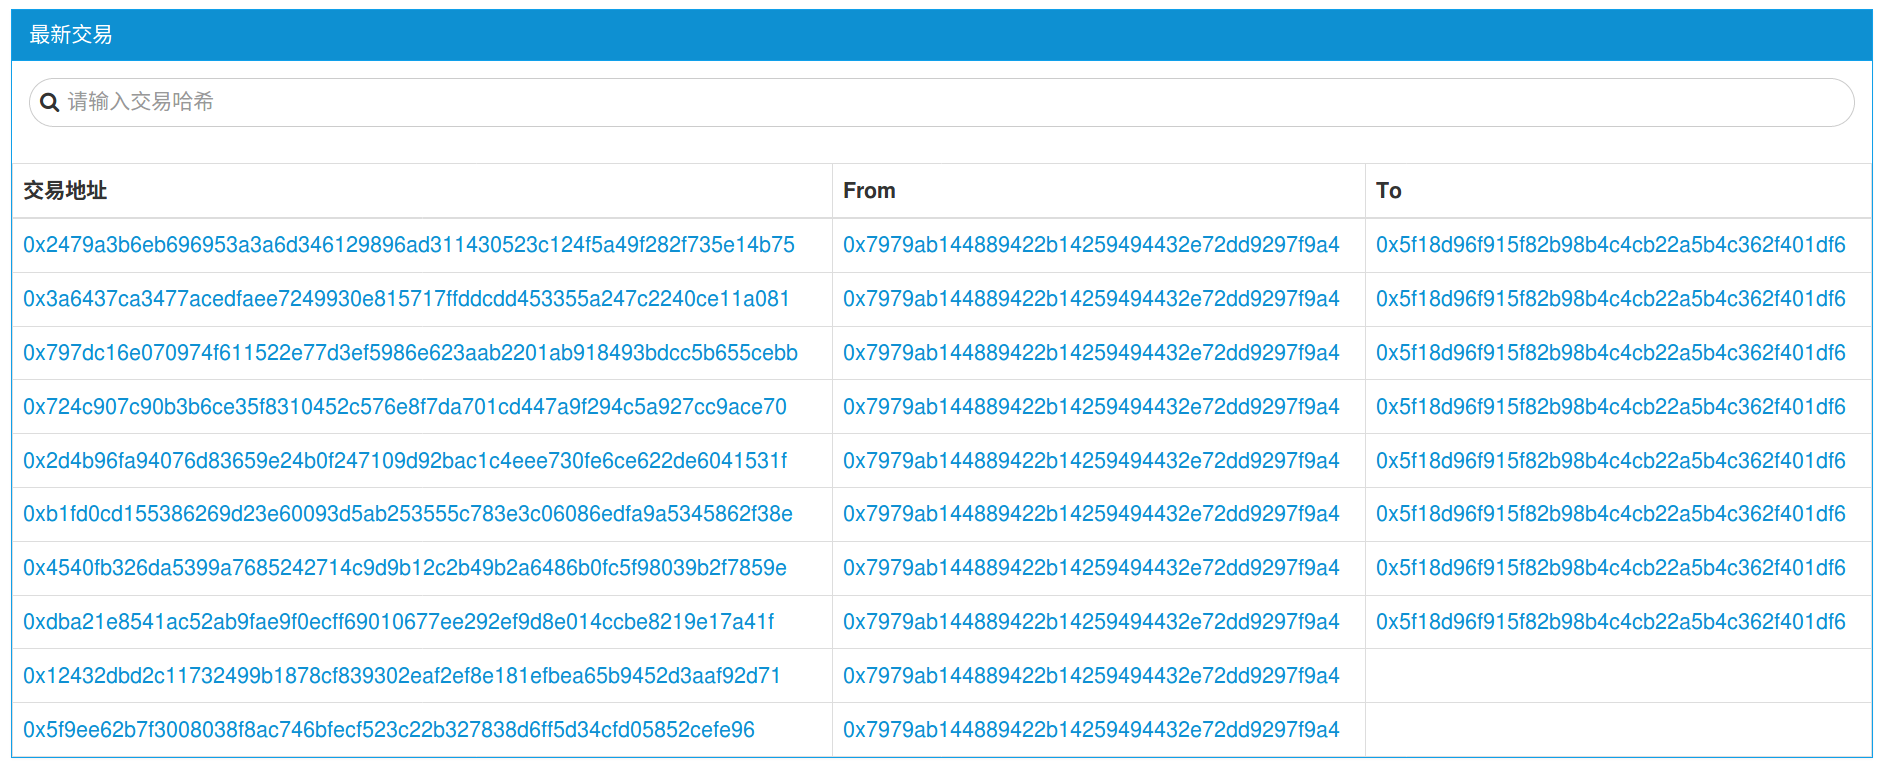 最新交易
请输入交易哈希
交易地址 From To
0x2479a3b6eb696953a3a6d346129896ad311430523c124f5a49f282f735e14b75 0x7979ab144889422b14259494432e72dd9297f9a4 0x5f18d96f915f82b98b4c4cb22a5b4c362f401df6
0x3a6437ca3477acedfaee7249930e815717ffddcdd453355a247c2240ce11a081 0x7979ab144889422b14259494432e72dd9297f9a4 0x5f18d96f915f82b98b4c4cb22a5b4c362f401df6
0x797dc16e070974f611522e77d3ef5986e623aab2201ab918493bdcc5b655cebb 0x7979ab144889422b14259494432e72dd9297f9a4 0x5f18d96f915f82b98b4c4cb22a5b4c362f401df6
0x724c907c90b3b6ce35f8310452c576e8f7da701cd447a9f294c5a927cc9ace70 0x7979ab144889422b14259494432e72dd9297f9a4 0x5f18d96f915f82b98b4c4cb22a5b4c362f401df6
0x2d4b96fa94076d83659e24b0f247109d92bac1c4eee730fe6ce622de6041531f 0x7979ab144889422b14259494432e72dd9297f9a4 0x5f18d96f915f82b98b4c4cb22a5b4c362f401df6
0xb1fd0cd155386269d23e60093d5ab253555c783e3c06086edfa9a5345862f38e 0x7979ab144889422b14259494432e72dd9297f9a4 0x5f18d96f915f82b98b4c4cb22a5b4c362f401df6
0x4540fb326da5399a7685242714c9d9b12c2b49b2a6486b0fc5f98039b2f7859e 0x7979ab144889422b14259494432e72dd9297f9a4 0x5f18d96f915f82b98b4c4cb22a5b4c362f401df6
0xdba21e8541ac52ab9fae9f0ecff69010677ee292ef9d8e014ccbe8219e17a41f 0x7979ab144889422b14259494432e72dd9297f9a4 0x5f18d96f915f82b98b4c4cb22a5b4c362f401df6
0x12432dbd2c11732499b1878cf839302eaf2ef8e181efbea65b9452d3aaf92d71 0x7979ab144889422b14259494432e72dd9297f9a4
0x5f9ee62b7f3008038f8ac746bfecf523c22b327838d6ff5d34cfd05852cefe96 0x7979ab144889422b14259494432e72dd9297f9a4